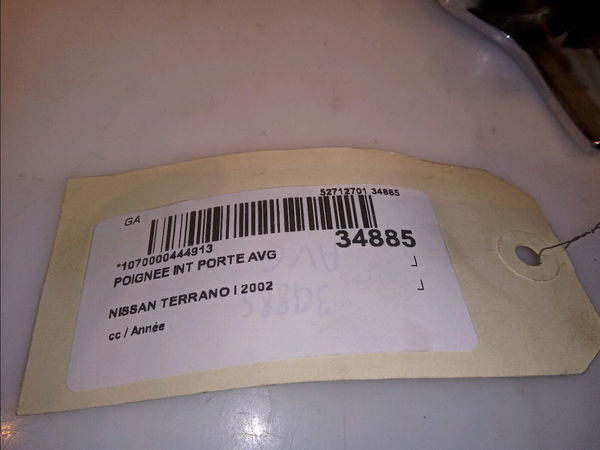 GA
52712701 34885
*1070000444913
34885
POIGNEE INT PORTE AVG
NISSAN TERRANO I 2002
cc / Année